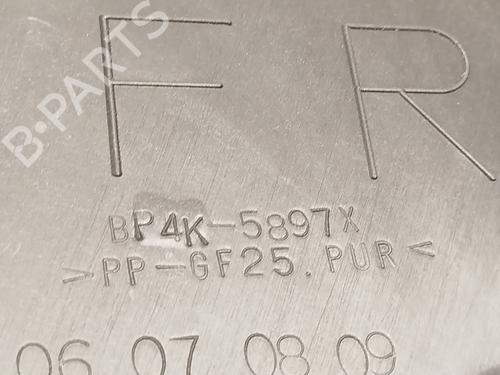 B-PARTS
F R
BP4K-5897X
>PP-GF25.PUR<
06 07 08 09